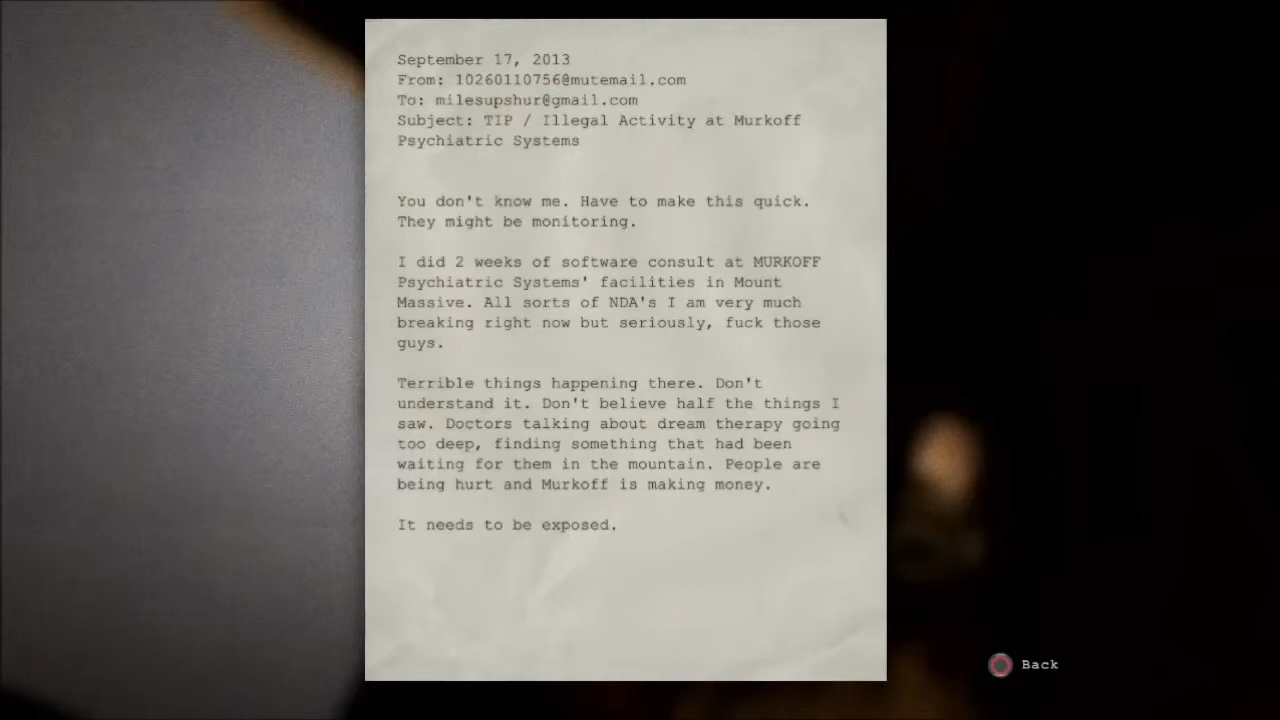 September 17, 2013
From: 10260110756@mutemail.com
To: milesupshur@gmail.com
Subject: TIP / Illegal Activity at Murkoff
Psychiatric Systems
You don't know me. Have to make this quick.
They might be monitoring.
I did 2 weeks of software consult at MURKOFF
Psychiatric Systems' facilities in Mount
Massive. All sorts of NDA's I am very much
breaking right now but seriously, fuck those
guys.
Terrible things happening there. Don't
understand it. Don't believe half the things I
saw. Doctors talking about dream therapy going
too deep, finding something that had been
waiting for them in the mountain. People are
being hurt and Murkoff is making money.
It needs to be exposed.
Back